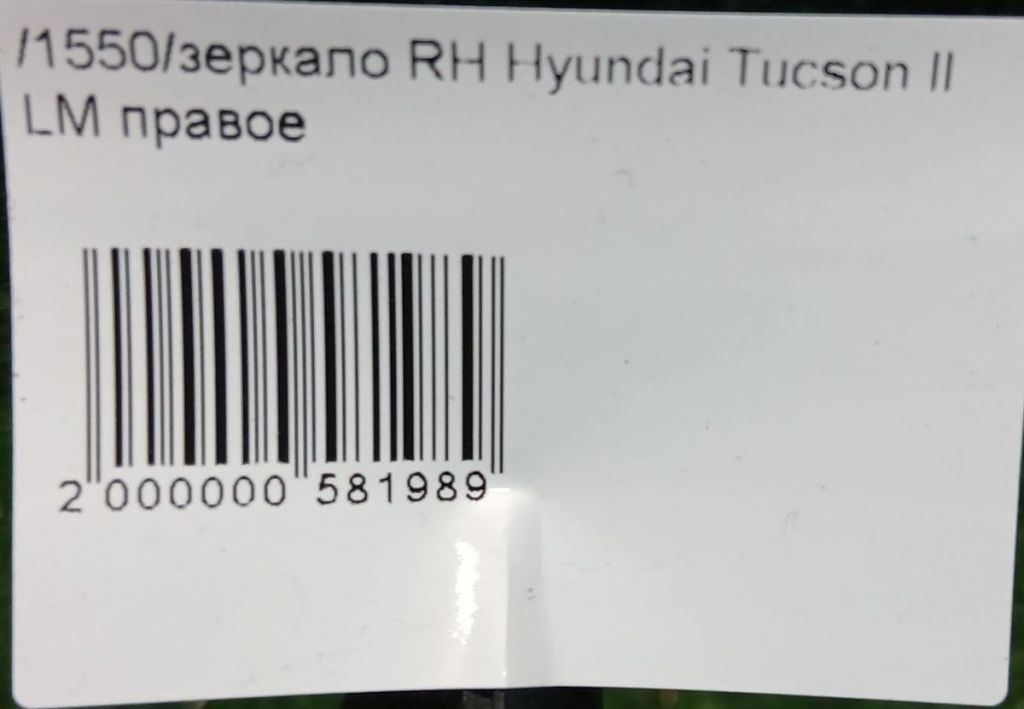 /1550/зеркало RH Hyundai Tucson II
LM правое
2 000000 581989